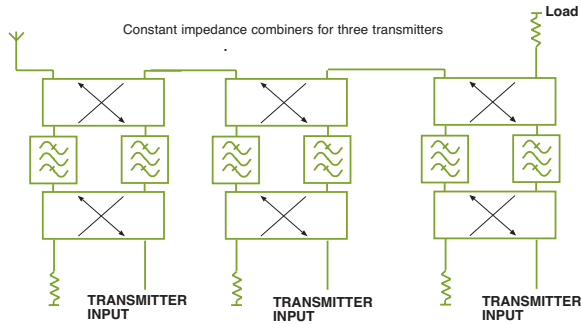 Load
Constant impedance combiners for three transmitters
TRANSMITTER
INPUT
TRANSMITTER
INPUT
TRANSMITTER
INPUT